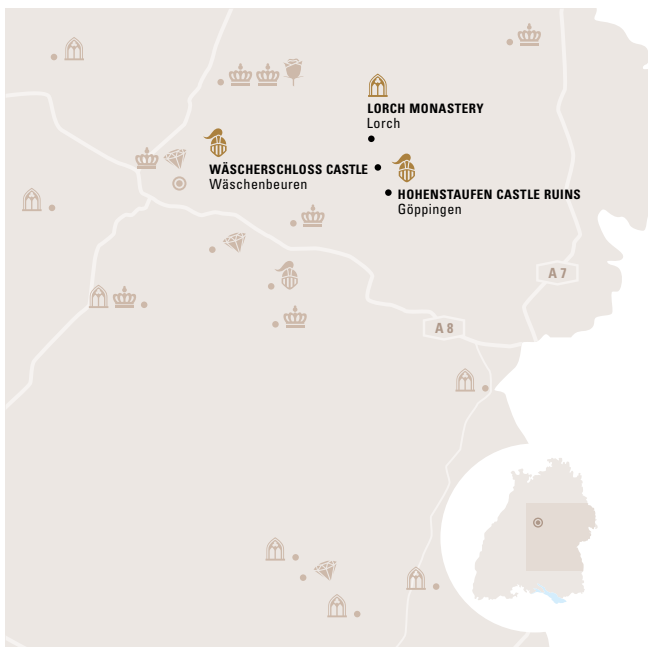 LORCH MONASTERY
Lorch
WÄSCHERSCHLOSS CASTLE
Wäschenbeuren
HOHENSTAUFEN CASTLE RUINS
Göppingen
A 7
A 8